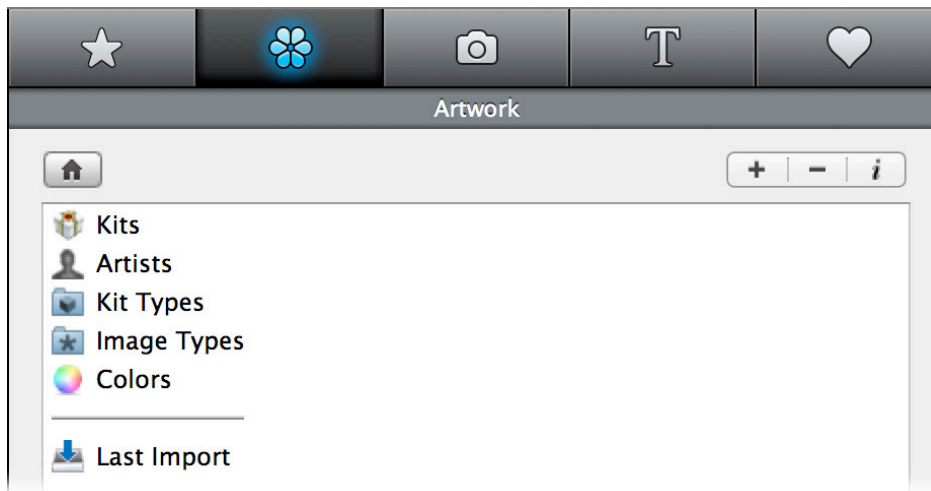 T
Artwork
+ − i
Kits
Artists
Kit Types
Image Types
Colors
Last Import